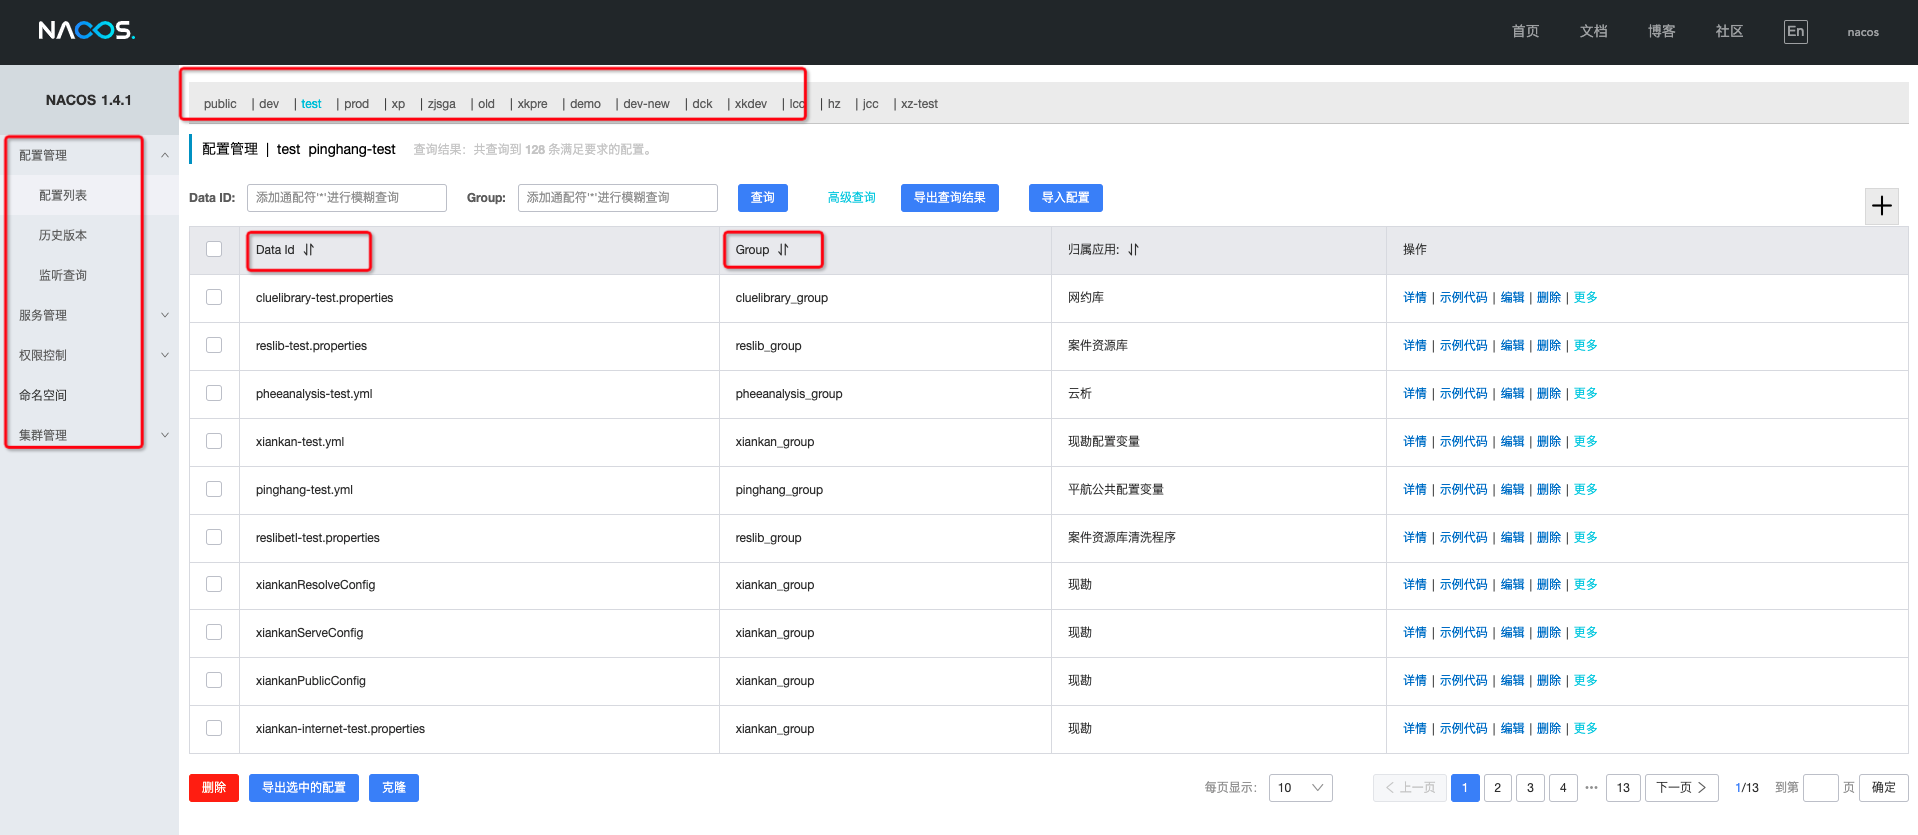 NACOS.
首页 文档 博客 社区 En nacos
NACOS 1.4.1
配置管理
配置列表
历史版本
监听查询
服务管理
权限控制
命名空间
集群管理
public | dev | test | prod | xp | zjsga | old | xkpre | demo | dev-new | dck | xkdev | lcc | hz | jcc | xz-test
配置管理 | test pinghang-test 查询结果：共查询到 128 条满足要求的配置。
Data ID: 添加通配符'*'进行模糊查询 Group: 添加通配符'*'进行模糊查询 查询 高级查询 导出查询结果 导入配置
Data Id Group 归属应用: 操作
cluelibrary-test.properties cluelibrary_group 网约库 详情 | 示例代码 | 编辑 | 删除 | 更多
reslib-test.properties reslib_group 案件资源库 详情 | 示例代码 | 编辑 | 删除 | 更多
pheeanalysis-test.yml pheeanalysis_group 云析 详情 | 示例代码 | 编辑 | 删除 | 更多
xiankan-test.yml xiankan_group 现勘配置变量 详情 | 示例代码 | 编辑 | 删除 | 更多
pinghang-test.yml pinghang_group 平航公共配置变量 详情 | 示例代码 | 编辑 | 删除 | 更多
reslibetl-test.properties reslib_group 案件资源库清洗程序 详情 | 示例代码 | 编辑 | 删除 | 更多
xiankanResolveConfig xiankan_group 现勘 详情 | 示例代码 | 编辑 | 删除 | 更多
xiankanServeConfig xiankan_group 现勘 详情 | 示例代码 | 编辑 | 删除 | 更多
xiankanPublicConfig xiankan_group 现勘 详情 | 示例代码 | 编辑 | 删除 | 更多
xiankan-internet-test.properties xiankan_group 现勘 详情 | 示例代码 | 编辑 | 删除 | 更多
删除 导出选中的配置 克隆 每页显示: 10 上一页 1 2 3 4 ··· 13 下一页 1/13 到第 页 确定